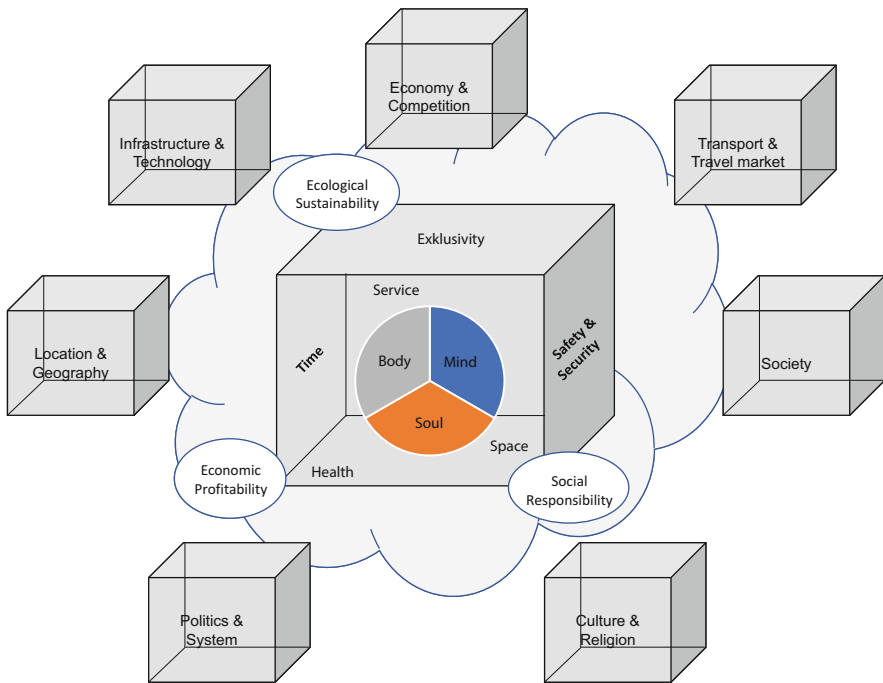 Economy &
Competition
Infrastructure &
Technology
Transport &
Travel market
Ecological
Sustainability
Exklusivity
Service
Time
Body
Mind
Safety &
Security
Location &
Geography
Society
Soul
Space
Health
Economic
Profitability
Social
Responsibility
Politics &
System
Culture &
Religion